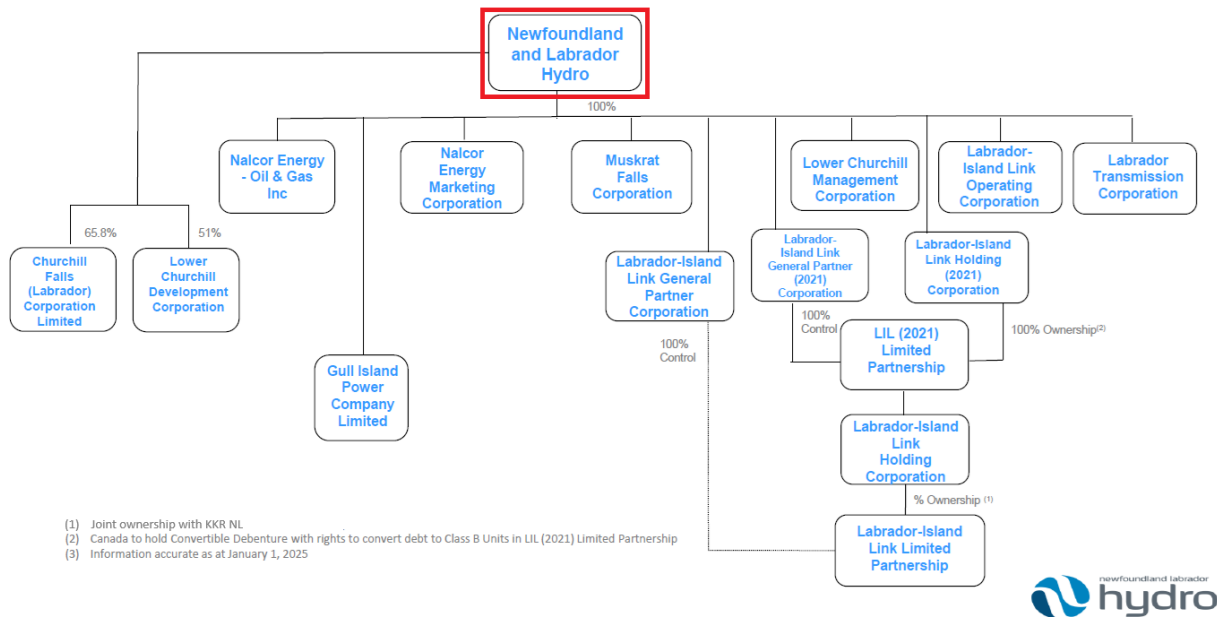 Newfoundland
and Labrador
Hydro
100%
Nalcor Energy
- Oil & Gas
Inc
Nalcor
Energy
Marketing
Corporation
Muskrat
Falls
Corporation
Lower Churchill
Management
Corporation
Labrador-
Island Link
Operating
Corporation
Labrador
Transmission
Corporation
65.8%
51%
Churchill
Falls
(Labrador)
Corporation
Limited
Lower
Churchill
Development
Corporation
Labrador-Island
Link General
Partner
Corporation
Labrador-
Island Link
General Partner
(2021)
Corporation
Labrador-Island
Link Holding
(2021)
Corporation
100%
Control
100%
Control
100% Ownership(2)
LIL (2021)
Limited
Partnership
Gull Island
Power
Company
Limited
Labrador-Island
Link
Holding
Corporation
% Ownership (1)
Labrador-Island
Link Limited
Partnership
(1) Joint ownership with KKR NL
(2) Canada to hold Convertible Debenture with rights to convert debt to Class B Units in LIL (2021) Limited Partnership
(3) Information accurate as at January 1, 2025
newfoundland labrador
hydro